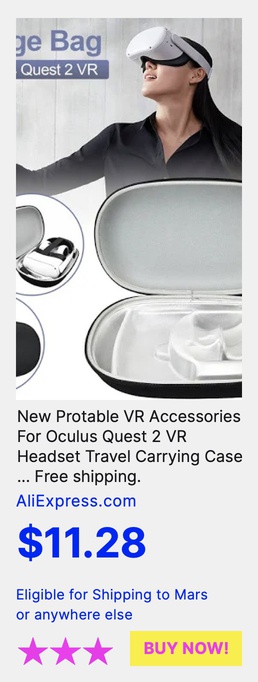 ge Bag
Quest 2 VR
New Protable VR Accessories
For Oculus Quest 2 VR
Headset Travel Carrying Case
... Free shipping.
AliExpress.com
$11.28
Eligible for Shipping to Mars
or anywhere else
BUY NOW!